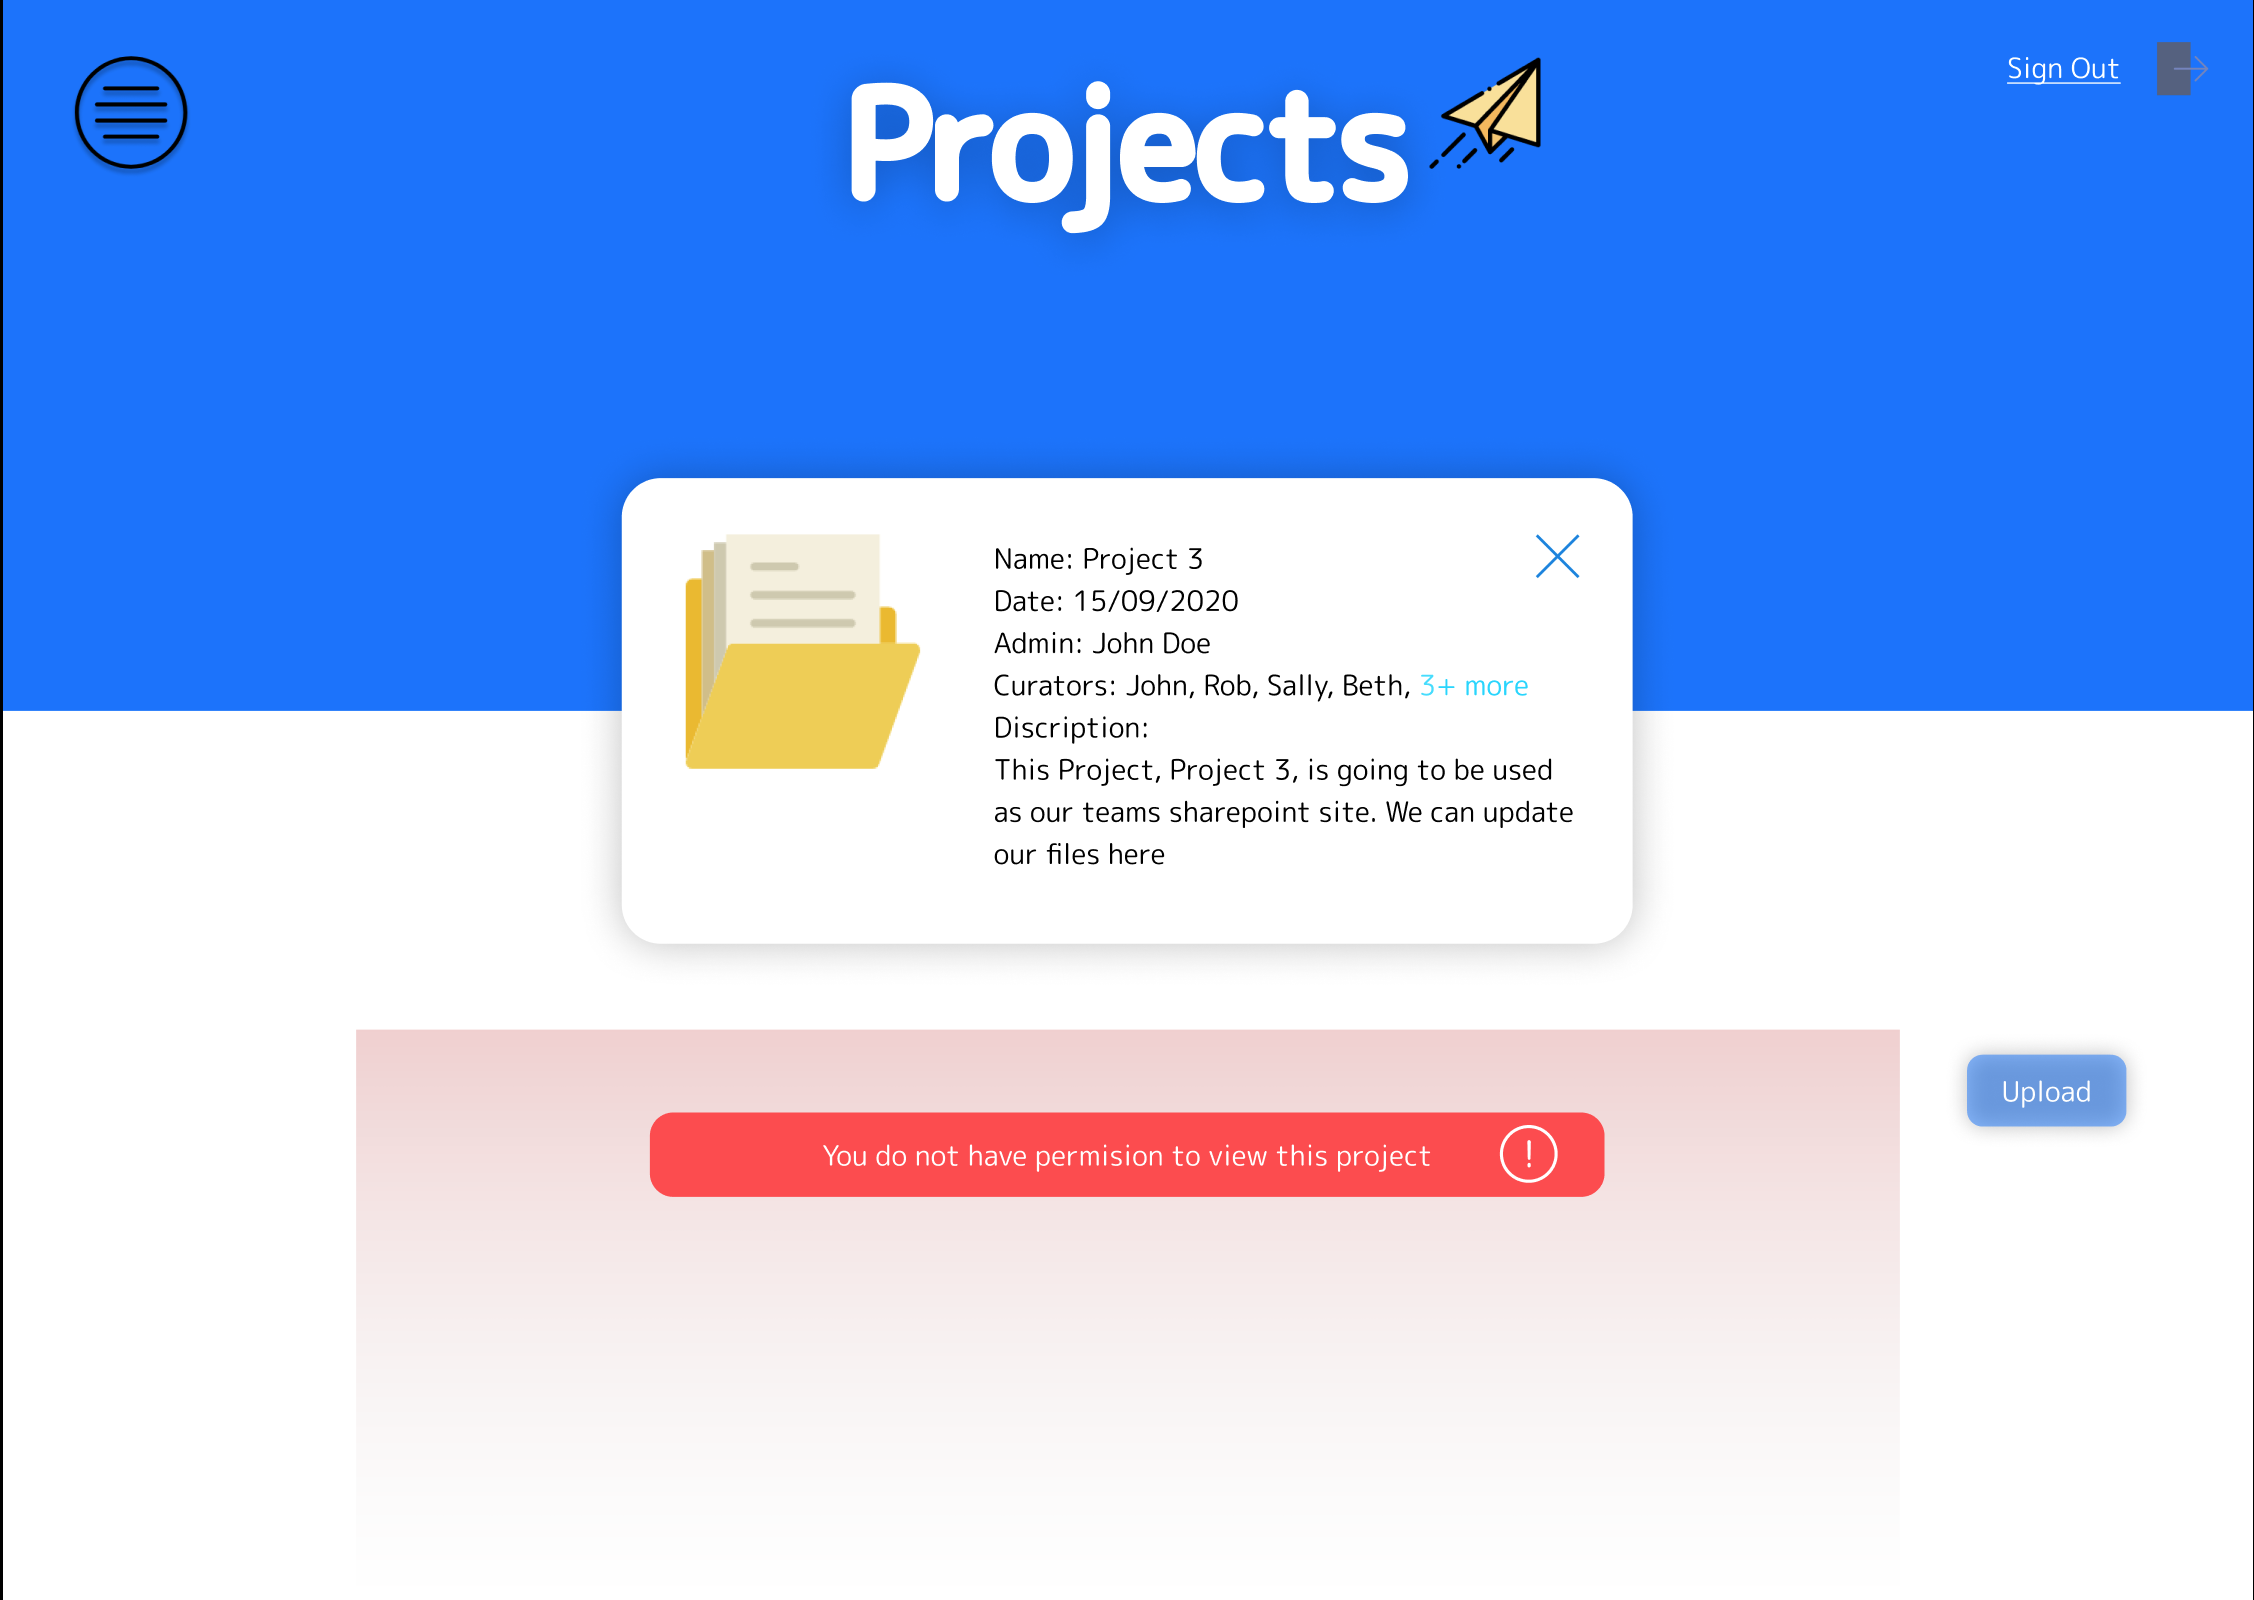 Sign Out
Projects
Name: Project 3
Date: 15/09/2020
Admin: John Doe
Curators: John, Rob, Sally, Beth, 3+ more
Discription:
This Project, Project 3, is going to be used
as our teams sharepoint site. We can update
our files here
Upload
You do not have permision to view this project
!